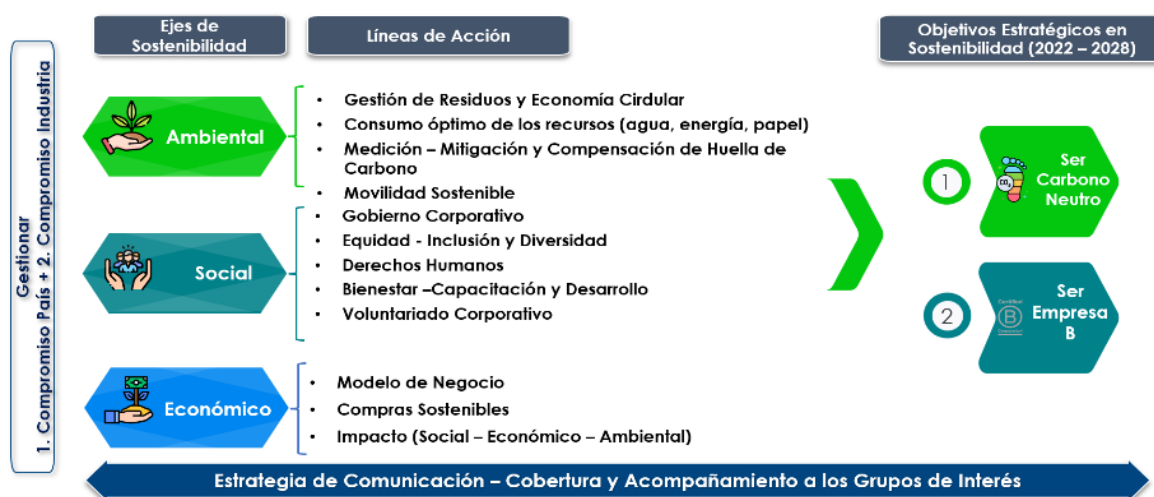 Ejes de
Sostenibilidad
Líneas de Acción
Objetivos Estratégicos en
Sostenibilidad (2022 – 2028)
Gestionar
1. Compromiso País + 2. Compromiso Industria
Ambiental
• Gestión de Residuos y Economía Cirdular
• Consumo óptimo de los recursos (agua, energía, papel)
• Medición – Mitigación y Compensación de Huella de
Carbono
• Movilidad Sostenible
Social
• Gobierno Corporativo
• Equidad - Inclusión y Diversidad
• Derechos Humanos
• Bienestar –Capacitación y Desarrollo
• Voluntariado Corporativo
Económico
• Modelo de Negocio
• Compras Sostenibles
• Impacto (Social – Económico – Ambiental)
1
CO₂
Ser
Carbono
Neutro
2
Certified
B
Corporation
Ser
Empresa
B
Estrategia de Comunicación – Cobertura y Acompañamiento a los Grupos de Interés